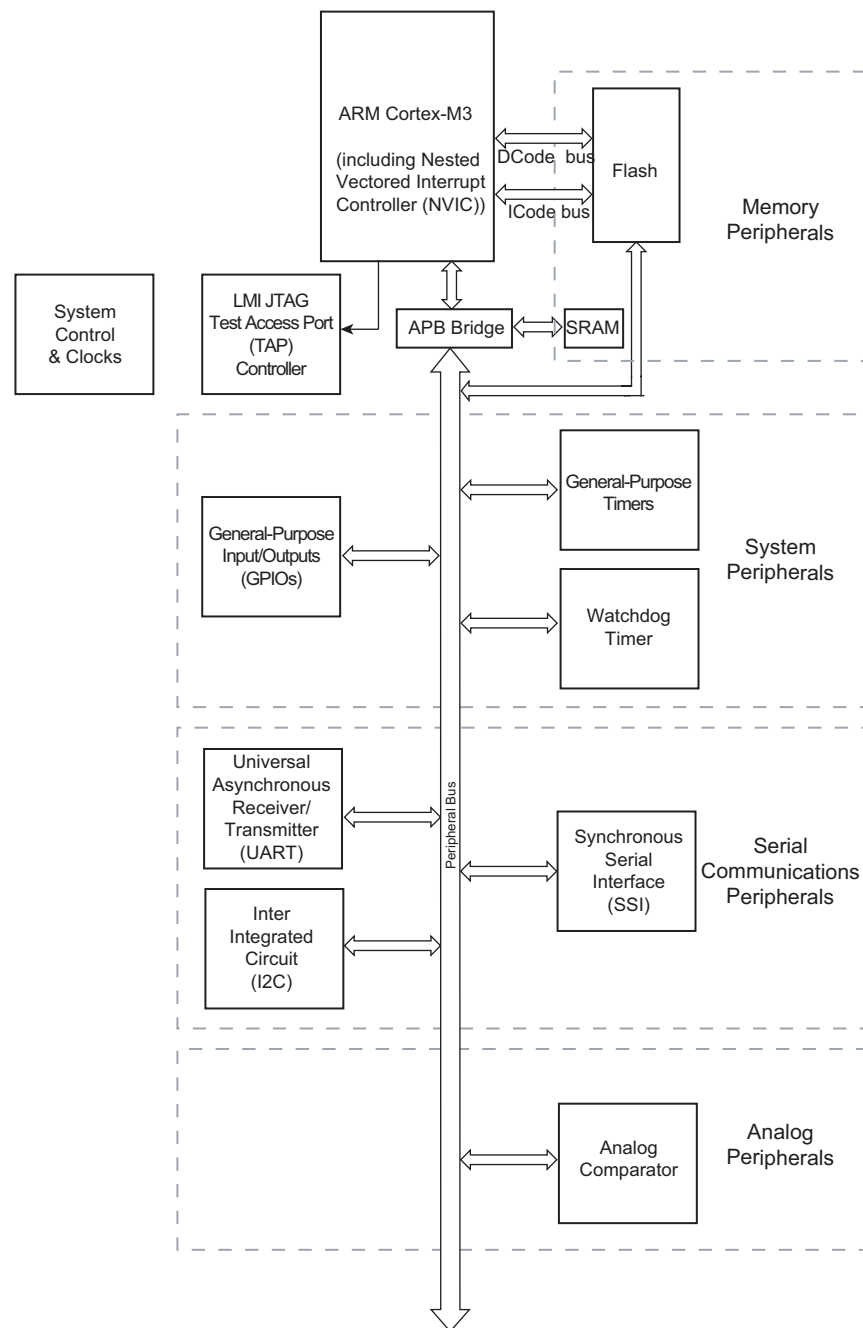 ARM Cortex-M3
(including Nested
Vectored Interrupt
Controller (NVIC))
DCode bus
ICode bus
Flash
Memory
Peripherals
System
Control
& Clocks
LMI JTAG
Test Access Port
(TAP)
Controller
APB Bridge
SRAM
General-Purpose
Timers
General-Purpose
Input/Outputs
(GPIOs)
System
Peripherals
Watchdog
Timer
Universal
Asynchronous
Receiver/
Transmitter
(UART)
Peripheral Bus
Synchronous
Serial
Interface
(SSI)
Serial
Communications
Peripherals
Inter
Integrated
Circuit
(I2C)
Analog
Comparator
Analog
Peripherals